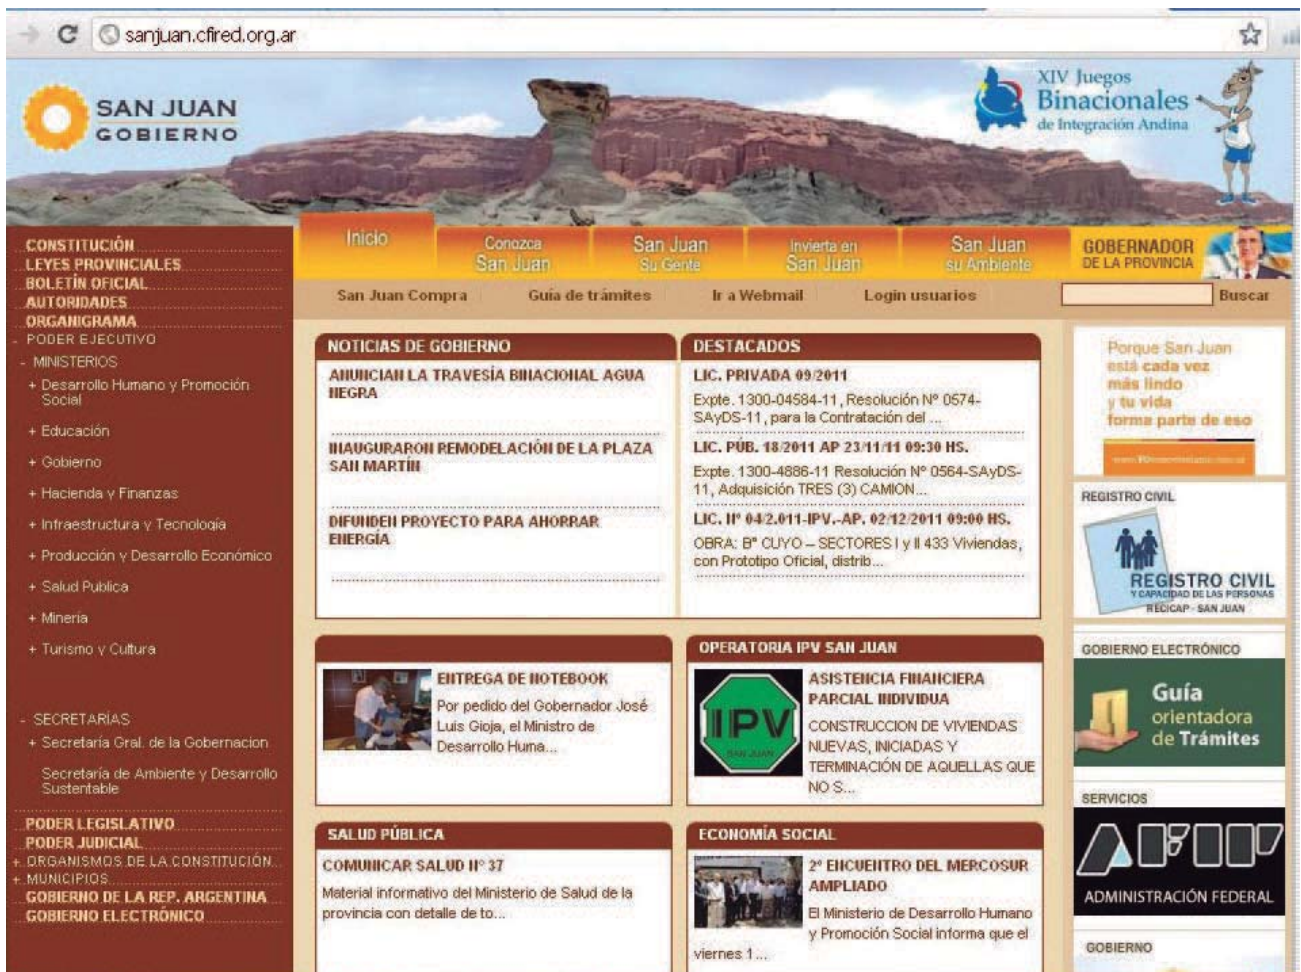 sanjuan.cfired.org.ar
SAN JUAN
GOBIERNO
XIV Juegos
Binacionales
de Integración Andina
Inicio
Conozca
San Juan
San Juan
Su Gente
Invierta en
San Juan
San Juan
su Ambiente
GOBERNADOR
DE LA PROVINCIA
San Juan Compra
Guía de trámites
Ir a Webmail
Login usuarios
Buscar
CONSTITUCIÓN
LEYES PROVINCIALES
BOLETÍN OFICIAL
AUTORIDADES
ORGANIGRAMA
- PODER EJECUTIVO
- MINISTERIOS
+ Desarrollo Humano y Promoción
Social
+ Educación
+ Gobierno
+ Hacienda y Finanzas
+ Infraestructura y Tecnología
+ Producción y Desarrollo Económico
+ Salud Publica
+ Minería
+ Turismo y Cultura
- SECRETARÍAS
+ Secretaría Gral. de la Gobernacion
Secretaría de Ambiente y Desarrollo
Sustentable
PODER LEGISLATIVO
PODER JUDICIAL
+ ORGANISMOS DE LA CONSTITUCIÓN
+ MUNICIPIOS
GOBIERNO DE LA REP. ARGENTINA
GOBIERNO ELECTRÓNICO
NOTICIAS DE GOBIERNO
ANUNCIAN LA TRAVESÍA BINACIONAL AGUA
NEGRA
INAUGURARON REMODELACIÓN DE LA PLAZA
SAN MARTÍN
DIFUNDEN PROYECTO PARA AHORRAR
ENERGÍA
DESTACADOS
LIC. PRIVADA 09/2011
Expte. 1300-04584-11, Resolución Nº 0574-
SAyDS-11, para la Contratación del ...
LIC. PÚB. 18/2011 AP 23/11/11 09:30 HS.
Expte. 1300-4886-11 Resolución Nº 0564-SAyDS-
11, Adquisición TRES (3) CAMION...
LIC. Nº 04/2.011-IPV.-AP. 02/12/2011 09:00 HS.
OBRA: Bº CUYO – SECTORES I y II 433 Viviendas,
con Prototipo Oficial, distrib...
ENTREGA DE NOTEBOOK
Por pedido del Gobernador José
Luis Gioja, el Ministro de
Desarrollo Huma...
OPERATORIA IPV SAN JUAN
IPV
SAN JUAN
ASISTENCIA FINANCIERA
PARCIAL INDIVIDUA
CONSTRUCCION DE VIVIENDAS
NUEVAS, INICIADAS Y
TERMINACIÓN DE AQUELLAS QUE
NO S...
SALUD PÚBLICA
COMUNICAR SALUD Nº 37
Material informativo del Ministerio de Salud de la
provincia con detalle de to...
ECONOMÍA SOCIAL
2º ENCUENTRO DEL MERCOSUR
AMPLIADO
El Ministerio de Desarrollo Humano
y Promoción Social informa que el
viernes 1...
Porque San Juan
está cada vez
más lindo
y tu vida
forma parte de eso
REGISTRO CIVIL
REGISTRO CIVIL
Y CAPACIDAD DE LAS PERSONAS
RECICAP - SAN JUAN
GOBIERNO ELECTRÓNICO
Guía
orientadora
de Trámites
SERVICIOS
AFIP
ADMINISTRACIÓN FEDERAL
GOBIERNO